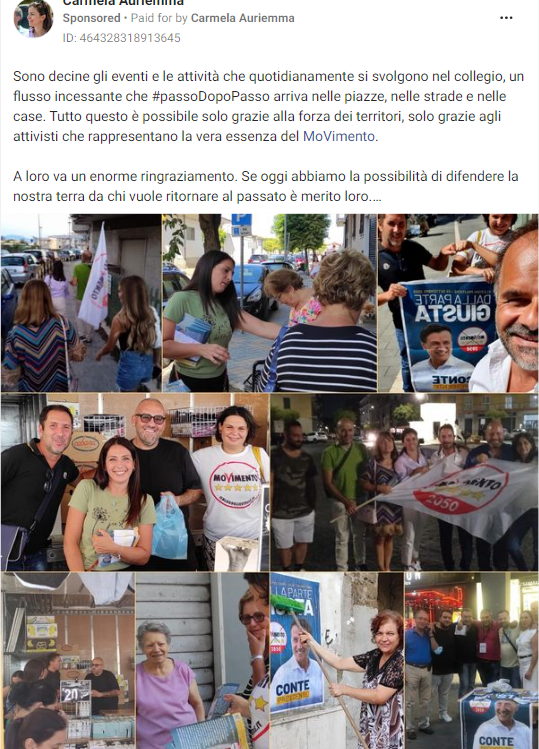 Carmela Auriemma
Sponsored • Paid for by Carmela Auriemma
ID: 464328318913645
Sono decine gli eventi e le attività che quotidianamente si svolgono nel collegio, un
flusso incessante che #passoDopoPasso arriva nelle piazze, nelle strade e nelle
case. Tutto questo è possibile solo grazie alla forza dei territori, solo grazie agli
attivisti che rappresentano la vera essenza del MoVimento.
A loro va un enorme ringraziamento. Se oggi abbiamo la possibilità di difendere la
nostra terra da chi vuole ritornare al passato è merito loro....
P
DALLA PARTE
GIUSTA
CONTE
MOVIMENTO
MOVIMENTO
2050
20
LA PARTE
CONTE
PRESIDENTE
CONTE